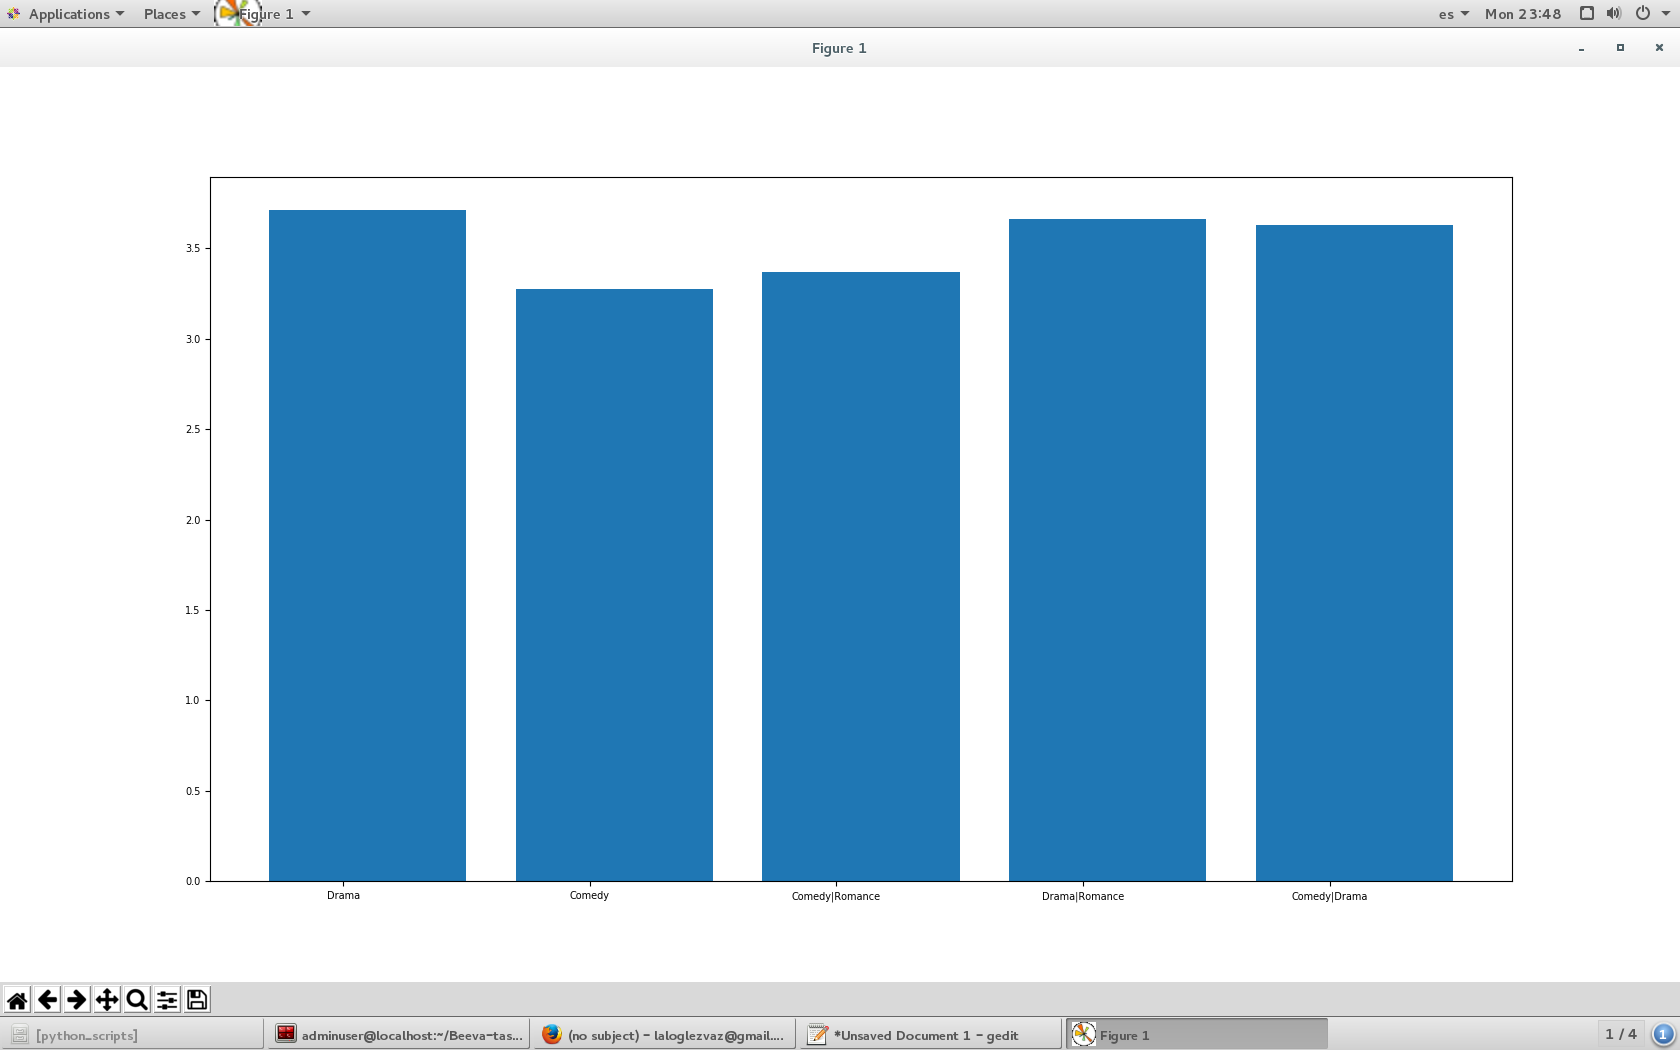 Applications Places Figure 1 es Mon 23:48
Figure 1
3.5
3.0
2.5
2.0
1.5
1.0
0.5
0.0
Drama Comedy Comedy|Romance Drama|Romance Comedy|Drama
[python_scripts] adminuser@localhost:~/Beeva-tas... (no subject) - laloglezvaz@gmail.... *Unsaved Document 1 - gedit Figure 1 1 / 4 1